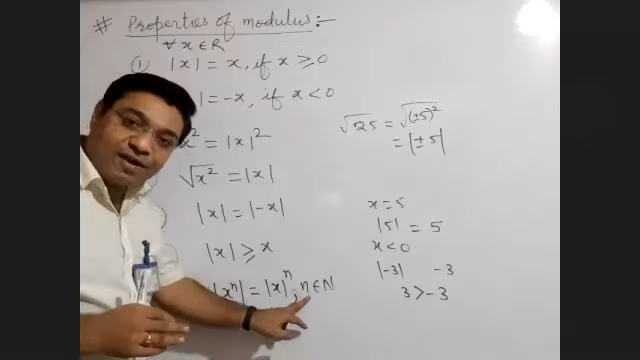 # Properties of modulus :-
∀ x ∈ R
① |x| = x, if x ≥ 0
| = -x, if x < 0
x² = |x|²
√x² = |x|
|x| = |-x|
|x| ≥ x
|xⁿ| = |x|ⁿ; n ∈ N
√25 = √(±5)²
= |±5|
x = 5
|5| = 5
x < 0
|-3| -3
3 > -3